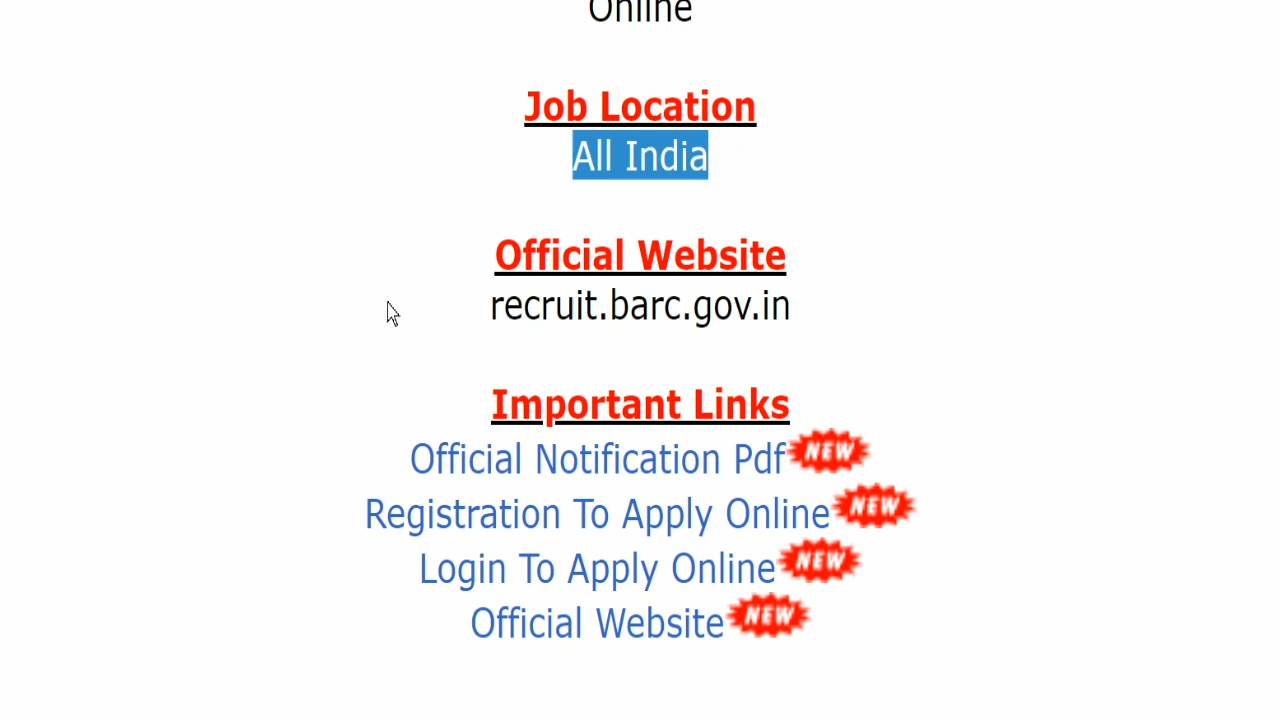 Online
Job Location
All India
Official Website
recruit.barc.gov.in
Important Links
Official Notification Pdf NEW
Registration To Apply Online NEW
Login To Apply Online NEW
Official Website NEW